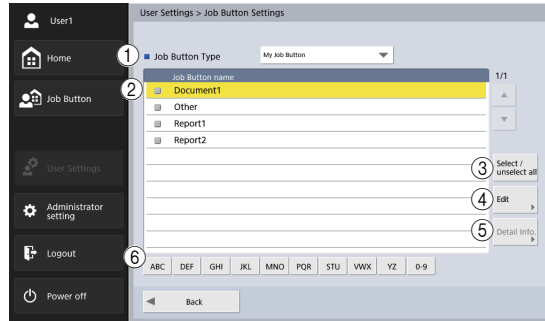 User1
Home
Job Button
User Settings
Administrator
setting
Logout
Power off
User Settings > Job Button Settings
1
Job Button Type
My Job Button
2
Job Button name
1/1
Document1
Other
Report1
Report2
3
Select /
unselect all
4
Edit
5
Detail Info.
6
ABC DEF GHI JKL MNO PQR STU VWX YZ 0-9
Back